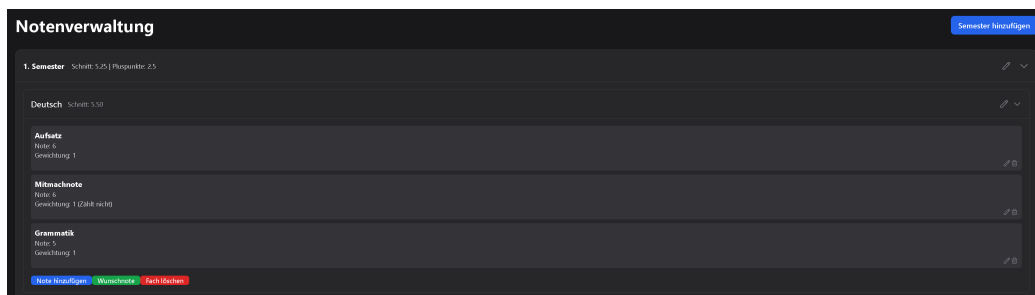 Notenverwaltung
Semester hinzufügen
1. Semester Schnitt: 5.25 | Pluspunkte: 2.5
Deutsch Schnitt: 5.50
Aufsatz
Note: 6
Gewichtung: 1
Mitmachnote
Note: 6
Gewichtung: 1 (Zählt nicht)
Grammatik
Note: 5
Gewichtung: 1
Note hinzufügen Wunschnote Fach löschen